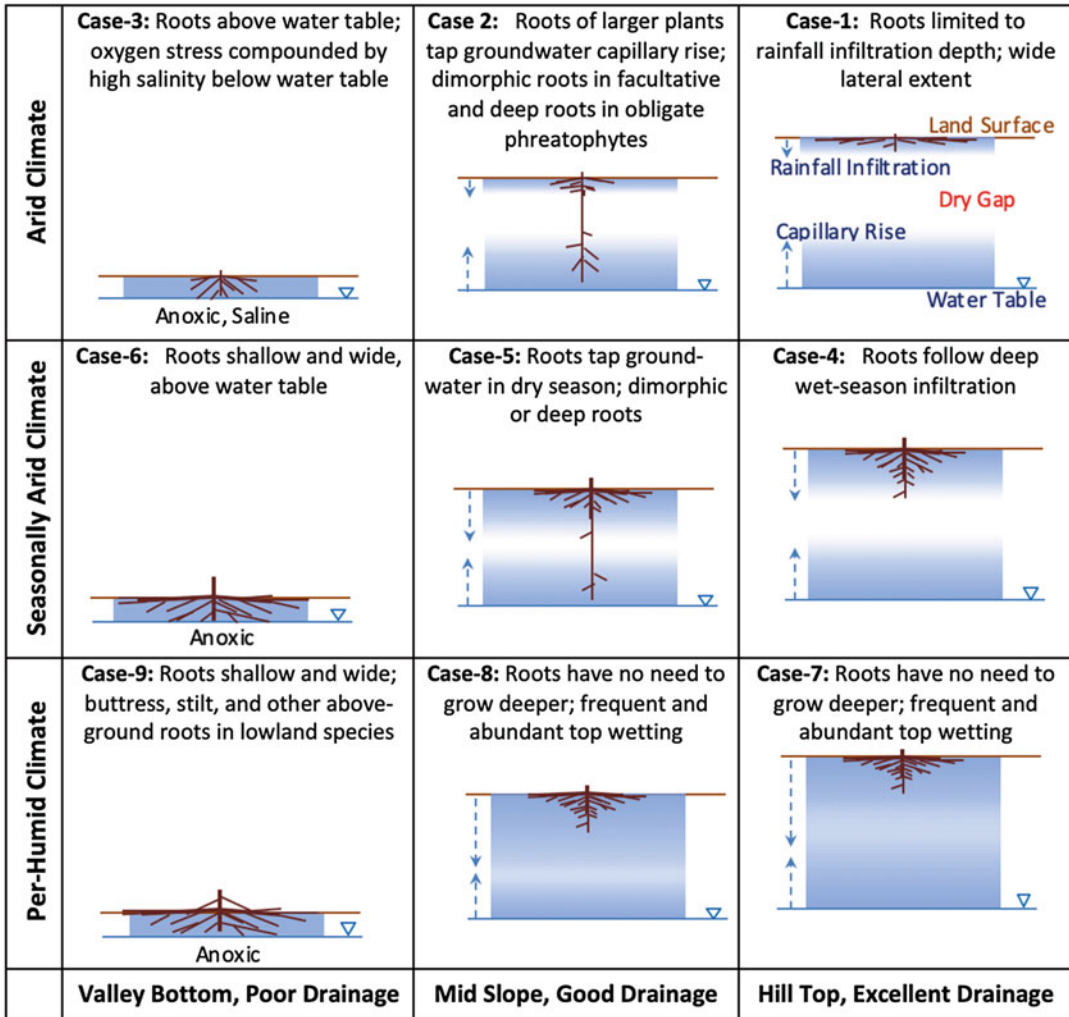 Arid Climate
Case-3: Roots above water table;
oxygen stress compounded by
high salinity below water table
Anoxic, Saline
Case 2: Roots of larger plants
tap groundwater capillary rise;
dimorphic roots in facultative
and deep roots in obligate
phreatophytes
Case-1: Roots limited to
rainfall infiltration depth; wide
lateral extent
Land Surface
Rainfall Infiltration
Dry Gap
Capillary Rise
Water Table
Seasonally Arid Climate
Case-6: Roots shallow and wide,
above water table
Anoxic
Case-5: Roots tap ground-
water in dry season; dimorphic
or deep roots
Case-4: Roots follow deep
wet-season infiltration
Per-Humid Climate
Case-9: Roots shallow and wide;
buttress, stilt, and other above-
ground roots in lowland species
Anoxic
Case-8: Roots have no need to
grow deeper; frequent and
abundant top wetting
Case-7: Roots have no need to
grow deeper; frequent and
abundant top wetting
Valley Bottom, Poor Drainage
Mid Slope, Good Drainage
Hill Top, Excellent Drainage